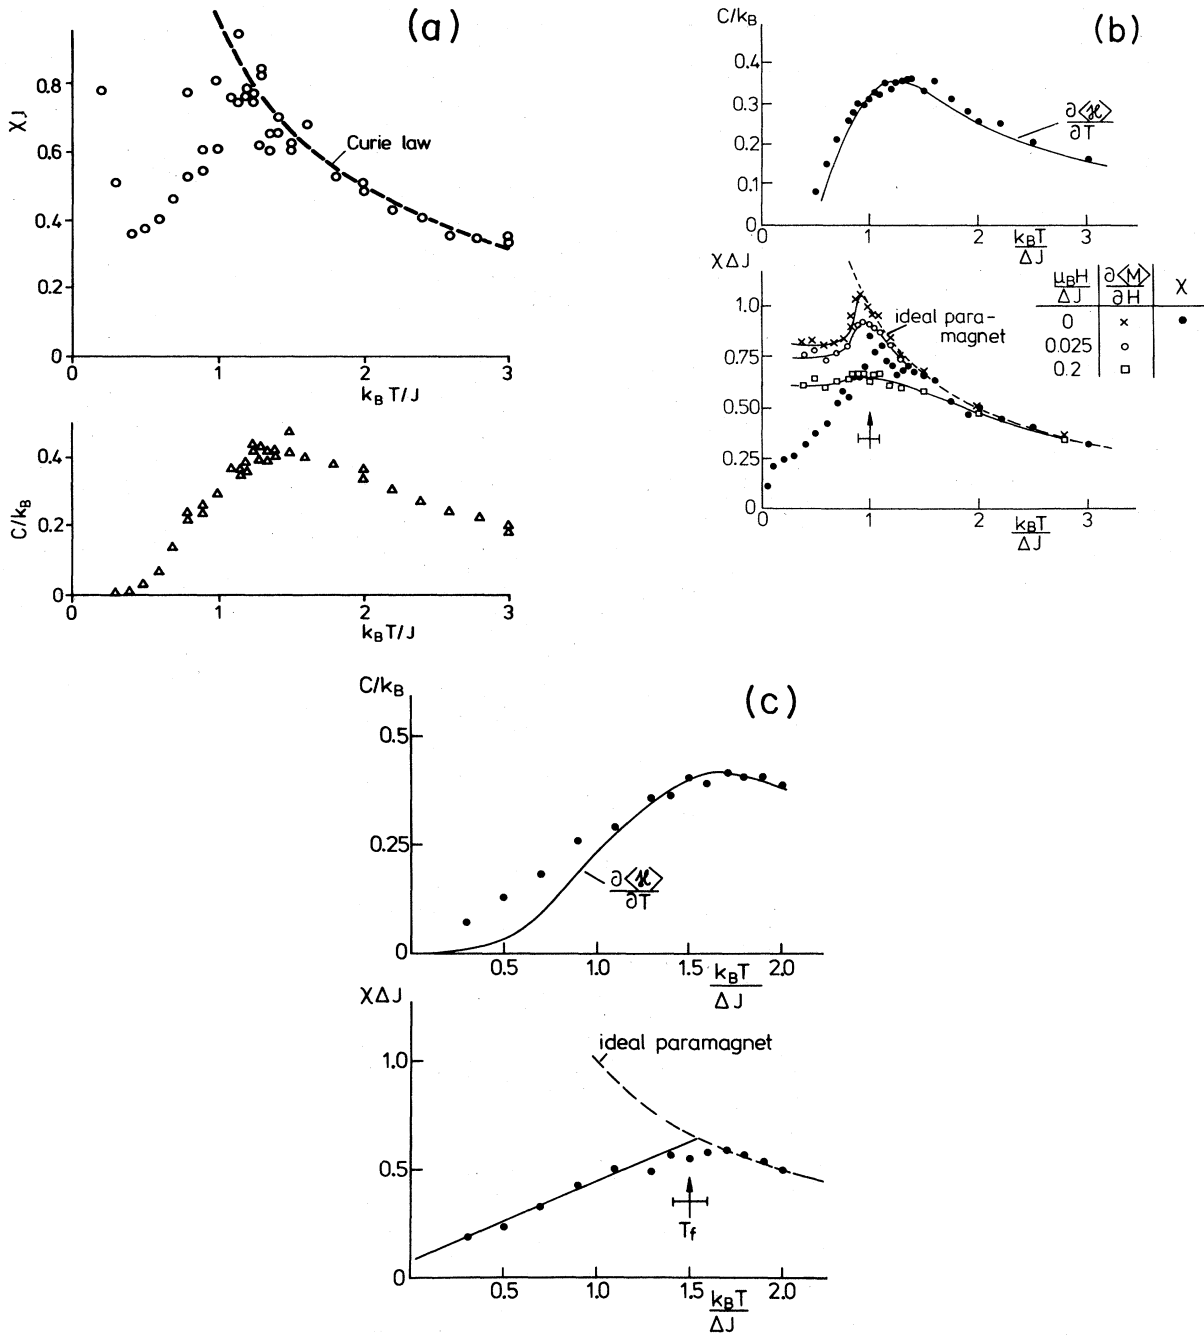 (a)
χJ
0.8
0.6
0.4
0.2
0
Curie law
0 1 2 3
k_B T/J
C/k_B
0.4
0.2
0
0 1 2 3
k_B T/J
(b)
C/k_B
0.4
0.3
0.2
0.1
0
∂⟨ℋ⟩
∂T
0 1 2 3
k_B T
ΔJ
χΔJ
1.0
0.75
0.50
0.25
0
ideal para-
magnet
μ_B H ∂⟨M⟩ χ
ΔJ ∂H
0 × •
0.025 ○
0.2 □
0 1 2 3
k_B T
ΔJ
(c)
C/k_B
0.5
0.25
0
∂⟨ℋ⟩
∂T
0.5 1.0 1.5 2.0
k_B T
ΔJ
χΔJ
1.0
0.5
0
ideal paramagnet
T_f
0.5 1.0 1.5 2.0
k_B T
ΔJ